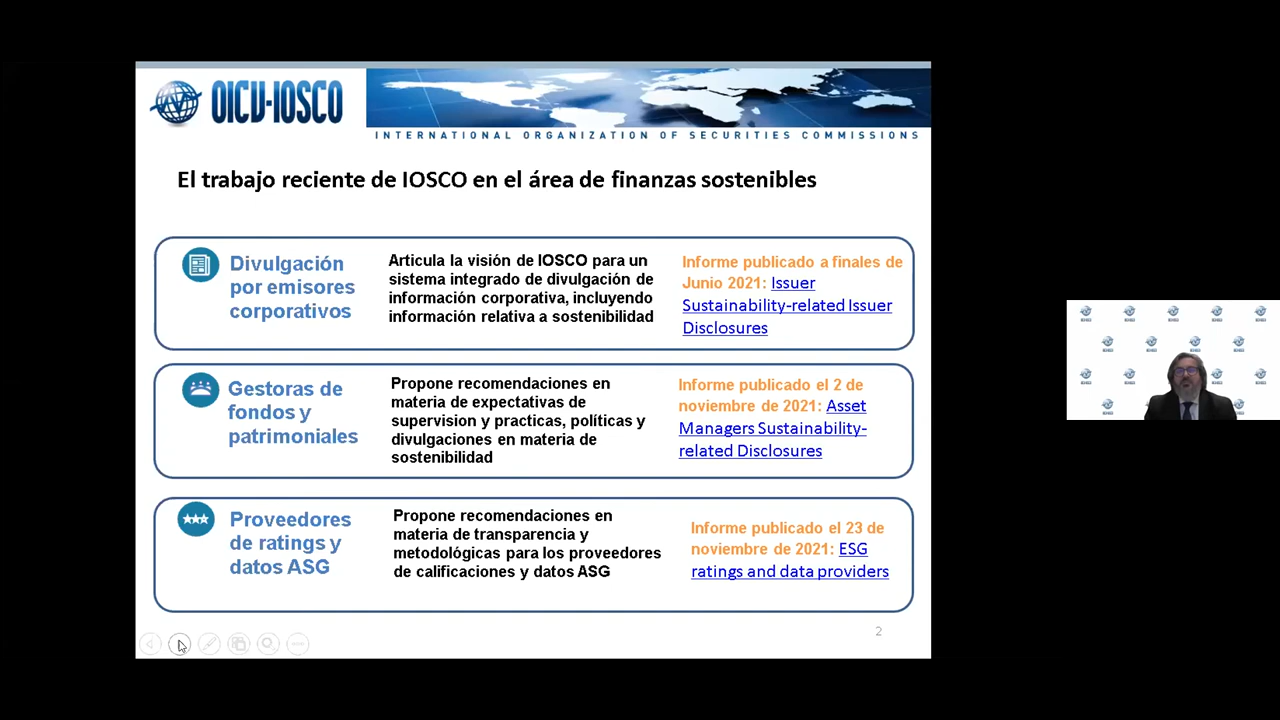 OICV-IOSCO
INTERNATIONAL ORGANIZATION OF SECURITIES COMMISSIONS
El trabajo reciente de IOSCO en el área de finanzas sostenibles
Divulgación
por emisores
corporativos
Articula la visión de IOSCO para un
sistema integrado de divulgación de
información corporativa, incluyendo
información relativa a sostenibilidad
Informe publicado a finales de
Junio 2021: Issuer
Sustainability-related Issuer
Disclosures
Gestoras de
fondos y
patrimoniales
Propone recomendaciones en
materia de expectativas de
supervision y practicas, políticas y
divulgaciones en materia de
sostenibilidad
Informe publicado el 2 de
noviembre de 2021: Asset
Managers Sustainability-
related Disclosures
Proveedores
de ratings y
datos ASG
Propone recomendaciones en
materia de transparencia y
metodológicas para los proveedores
de calificaciones y datos ASG
Informe publicado el 23 de
noviembre de 2021: ESG
ratings and data providers
2